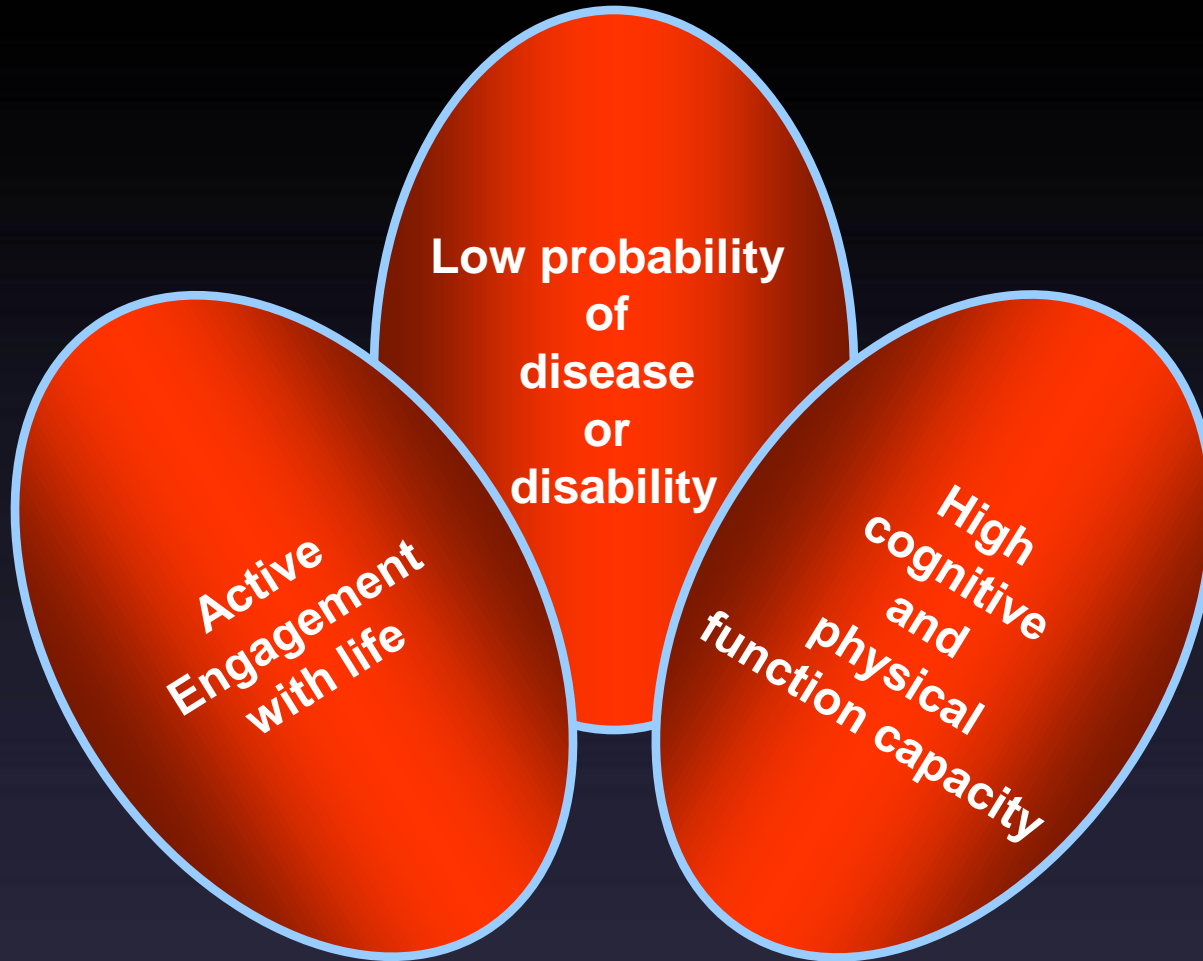 Low probability
of
disease
or
disability
Active
Engagement
with life
High
cognitive
and
physical
function capacity